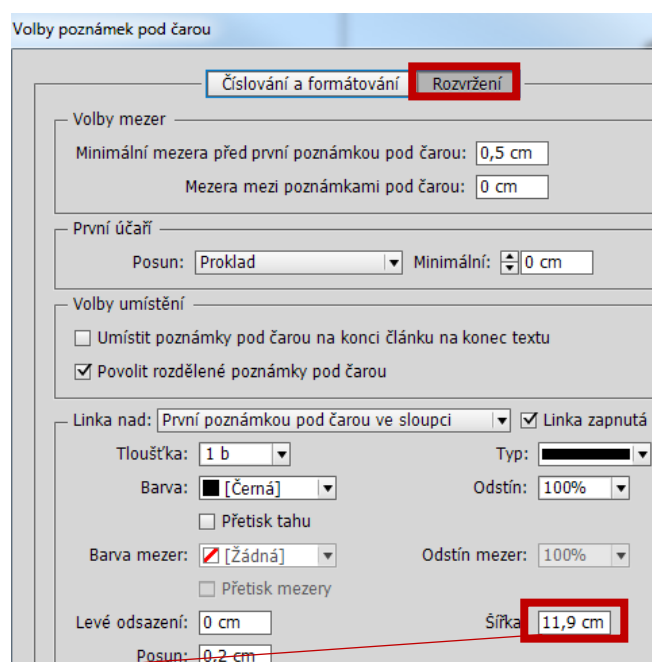 Volby poznámek pod čarou
Číslování a formátování Rozvržení
Volby mezer
Minimální mezera před první poznámkou pod čarou: 0,5 cm
Mezera mezi poznámkami pod čarou: 0 cm
První účaří
Posun: Proklad Minimální: 0 cm
Volby umístění
Umístit poznámky pod čarou na konci článku na konec textu
Povolit rozdělené poznámky pod čarou
Linka nad: První poznámkou pod čarou ve sloupci Linka zapnutá
Tloušťka: 1 b Typ:
Barva: [Černá] Odstín: 100%
Přetisk tahu
Barva mezer: [Žádná] Odstín mezer: 100%
Přetisk mezery
Levé odsazení: 0 cm Šířka 11,9 cm
Posun: 0,2 cm